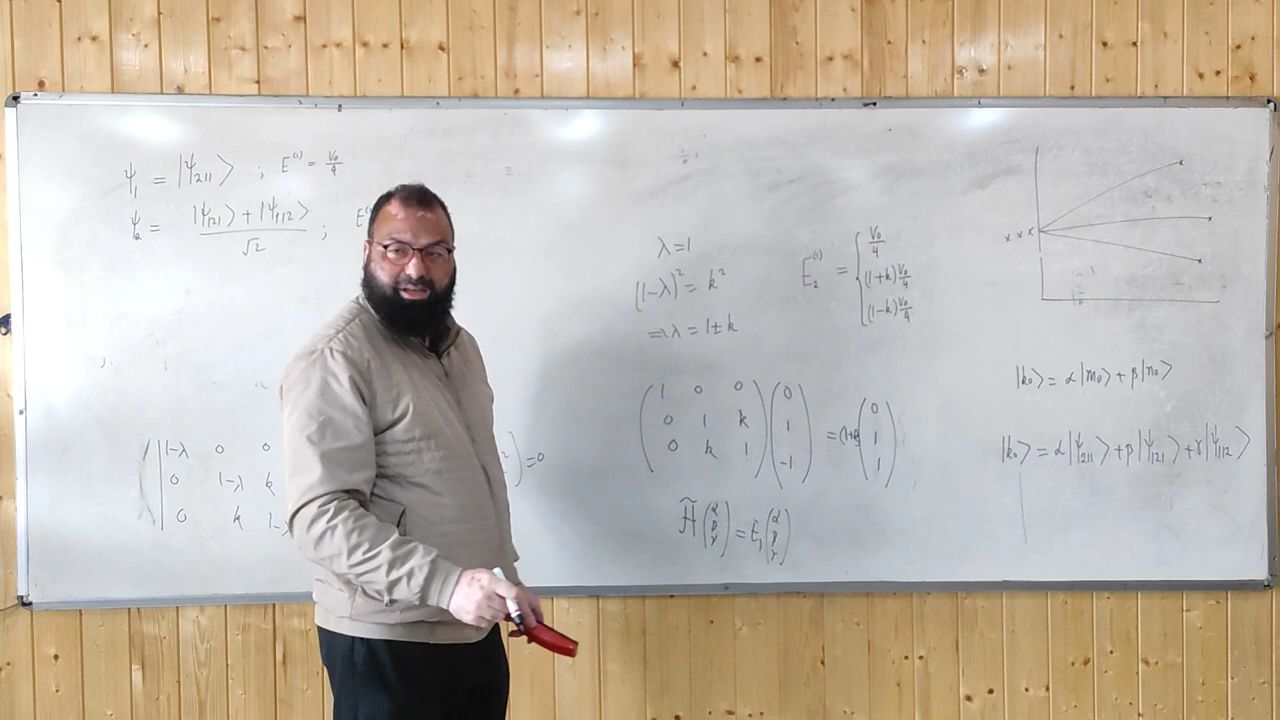 ψ₁ = |ψ₂₁₁⟩ ; E⁽¹⁾ = V₀/4
ψ₂ = (|ψ₁₂₁⟩ + |ψ₁₁₂⟩)/√2 ; E
|1-λ 0 0
0 1-λ k
0 k 1-λ
) = 0
λ = 1
(1-λ)² = k²
⇒ λ = 1 ± k
E₂⁽¹⁾ = { V₀/4
(1+k) V₀/4
(1-k) V₀/4
(1 0 0) (0) (0)
(0 1 k) (1) = (1+k) (1)
(0 k 1) (-1) (1)
H̃ (α β γ) = E₁ (α β γ)
x x x
|k₀⟩ = α|m₀⟩ + β|n₀⟩
|k₀⟩ = α|ψ₂₁₁⟩ + β|ψ₁₂₁⟩ + γ|ψ₁₁₂⟩